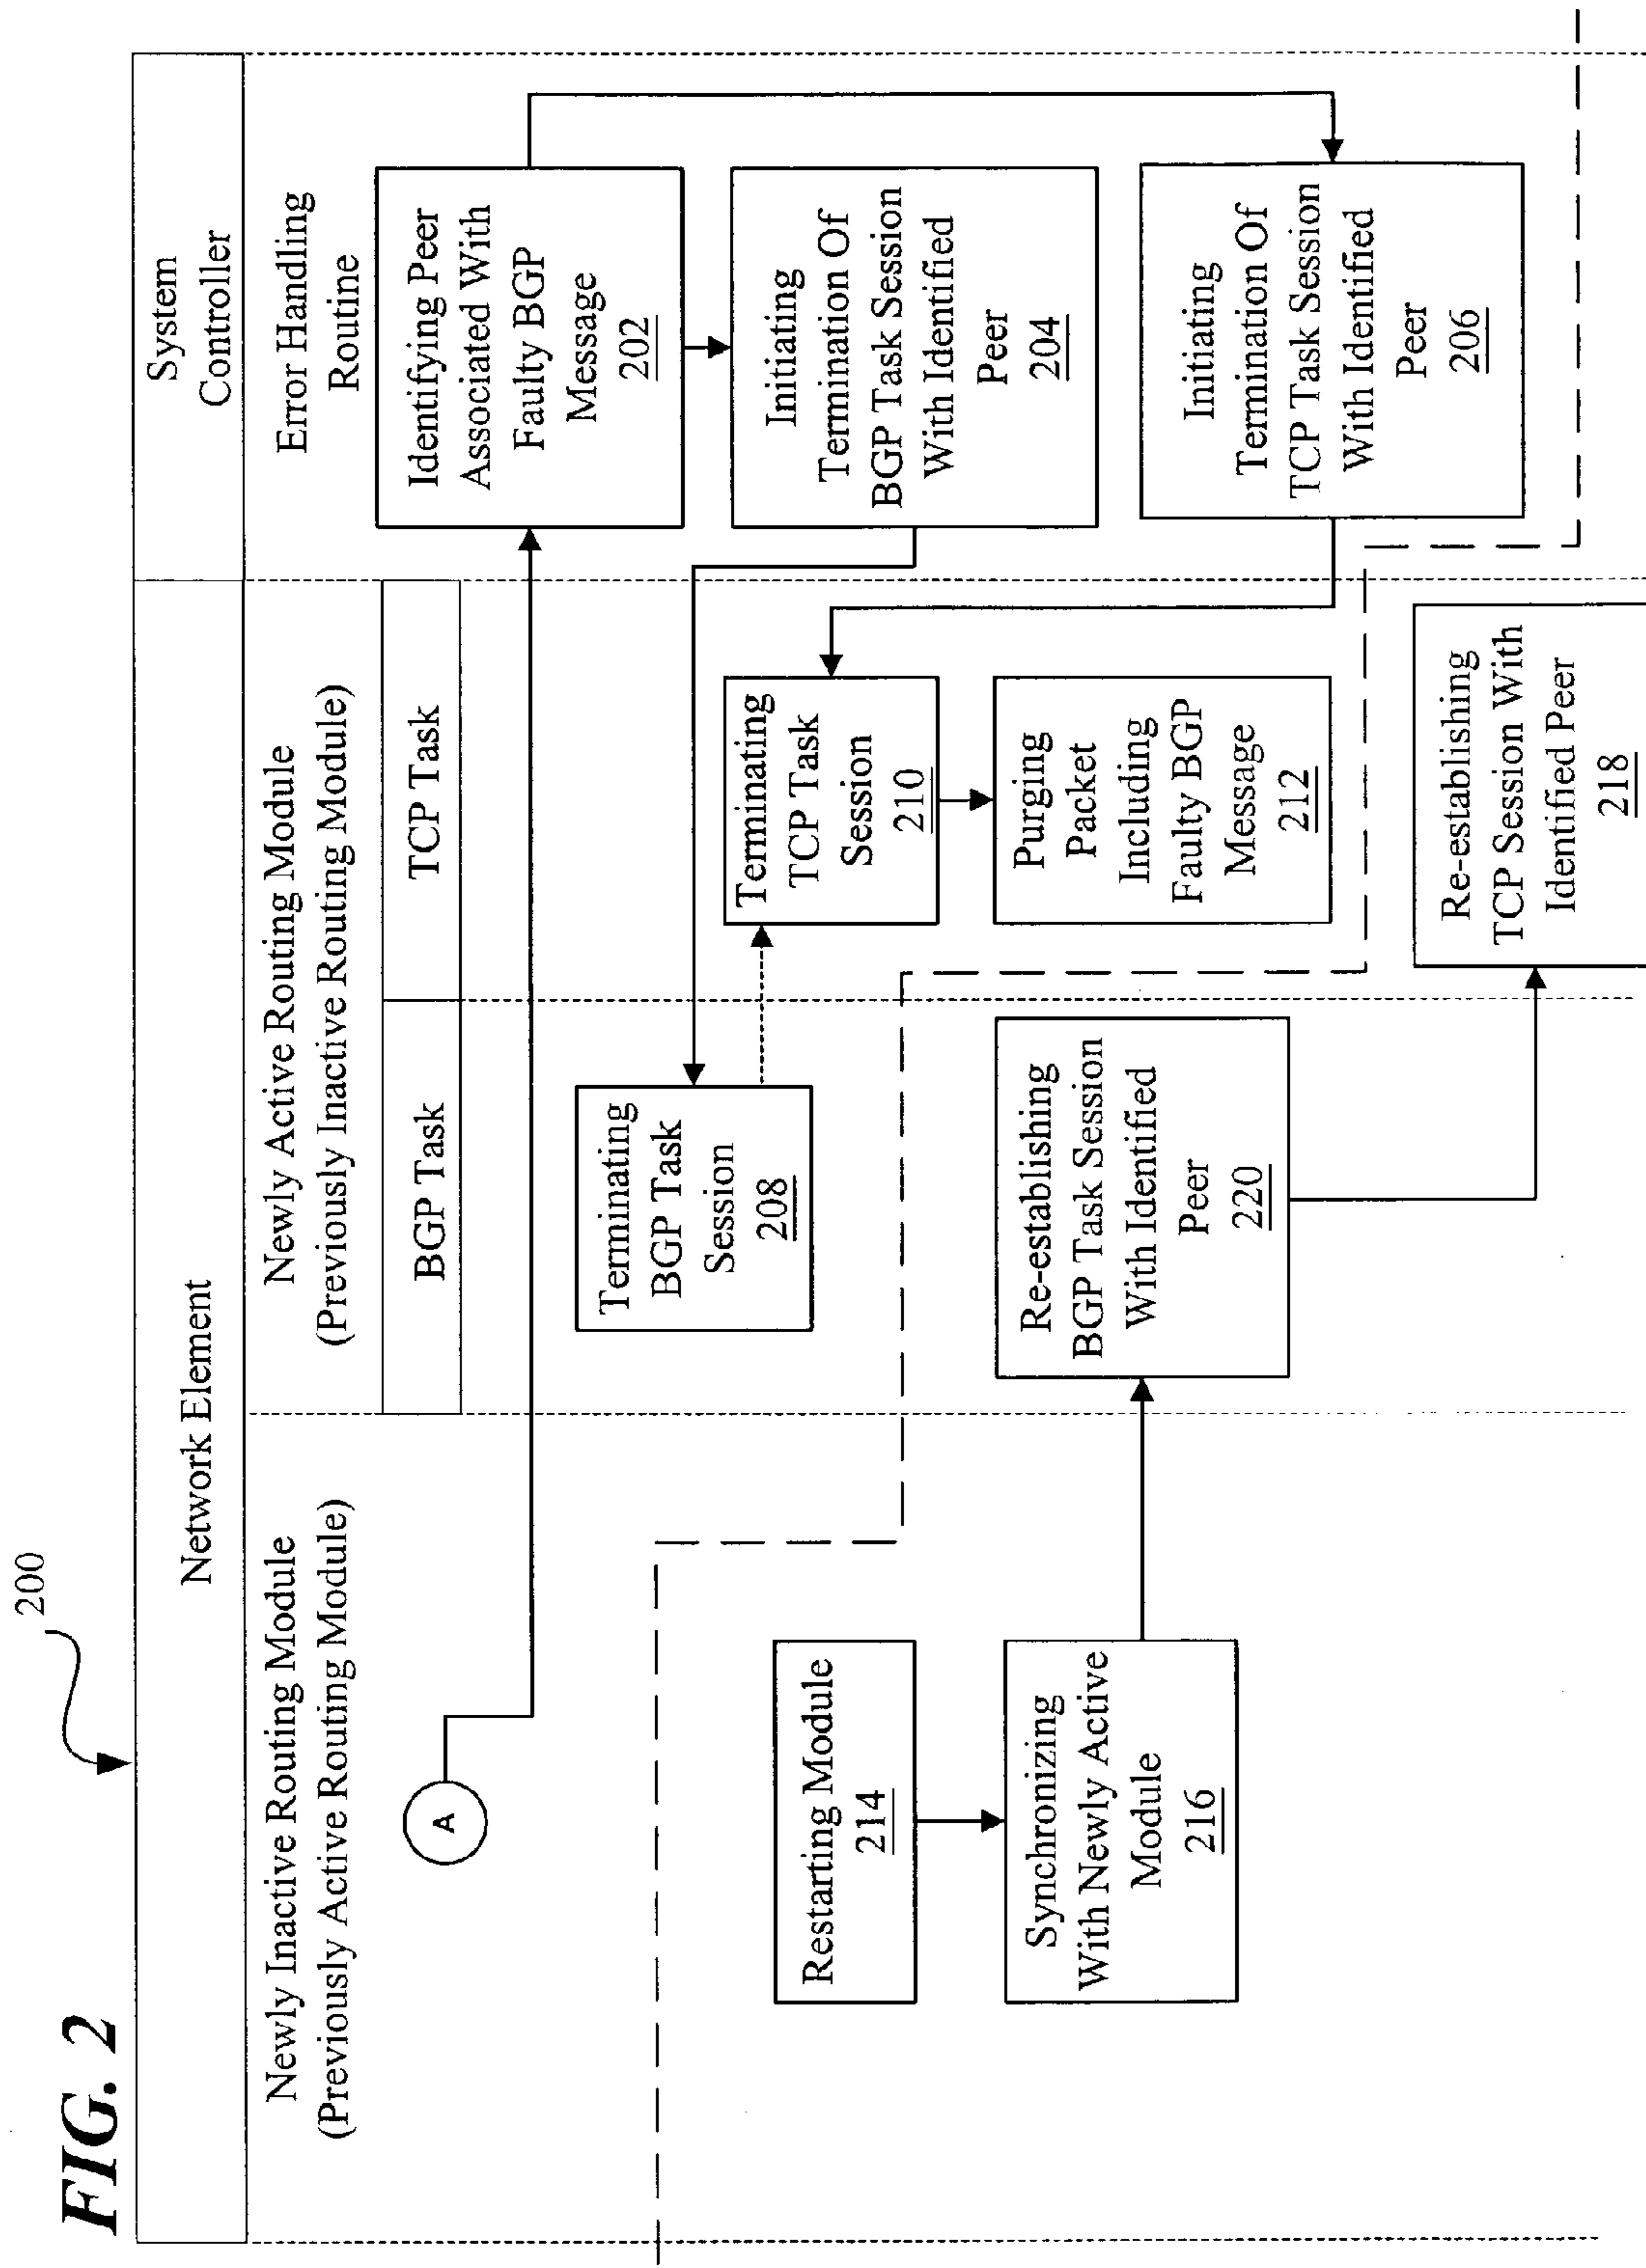 FIG. 2
200
Network Element
System
Controller
Newly Inactive Routing Module
(Previously Active Routing Module)
Newly Active Routing Module
(Previously Inactive Routing Module)
Error Handling
Routine
BGP Task
TCP Task
A
Identifying Peer
Associated With
Faulty BGP
Message
202
Initiating
Termination Of
BGP Task Session
With Identified
Peer
204
Initiating
Termination Of
TCP Task Session
With Identified
Peer
206
Terminating
BGP Task
Session
208
Terminating
TCP Task
Session
210
Purging
Packet
Including
Faulty BGP
Message
212
Restarting Module
214
Synchronizing
With Newly Active
Module
216
Re-establishing
BGP Task Session
With Identified
Peer
220
Re-establishing
TCP Session With
Identified Peer
218